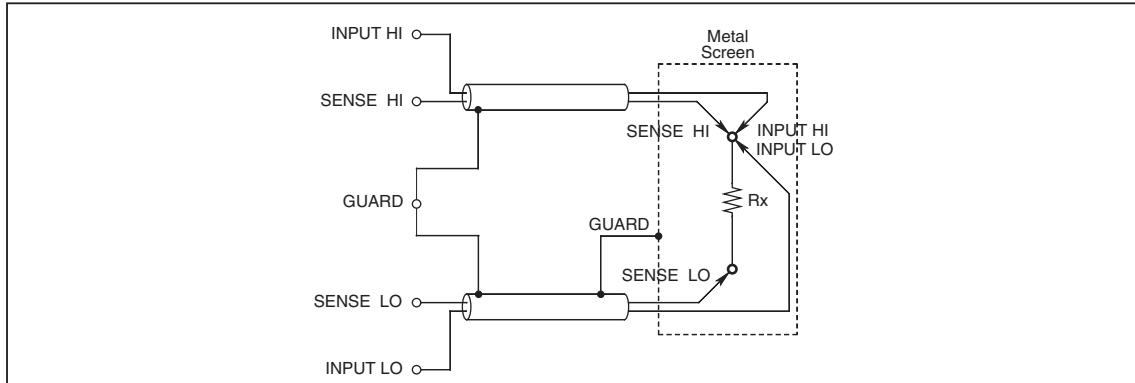 INPUT HI
Metal
Screen
SENSE HI
SENSE HI
INPUT HI
INPUT LO
GUARD
Rx
GUARD
SENSE LO
SENSE LO
INPUT LO